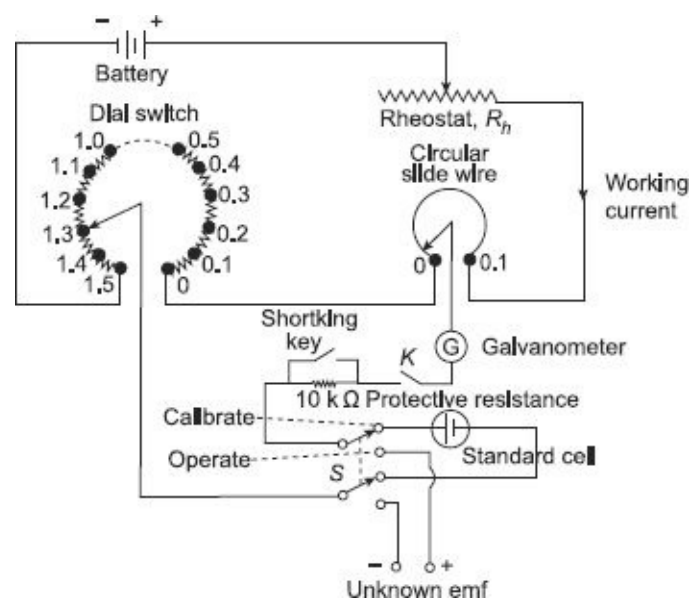 − +
Battery
Dial switch
1.0
0.5
1.1
0.4
1.2
0.3
1.3
0.2
1.4
0.1
1.5
0
Rheostat, Rh
Circular
slide wire
0
0.1
Working
current
Shortking
key
K
G
Galvanometer
10 k Ω Protective resistance
Calibrate
Operate
S
Standard cell
− +
Unknown emf